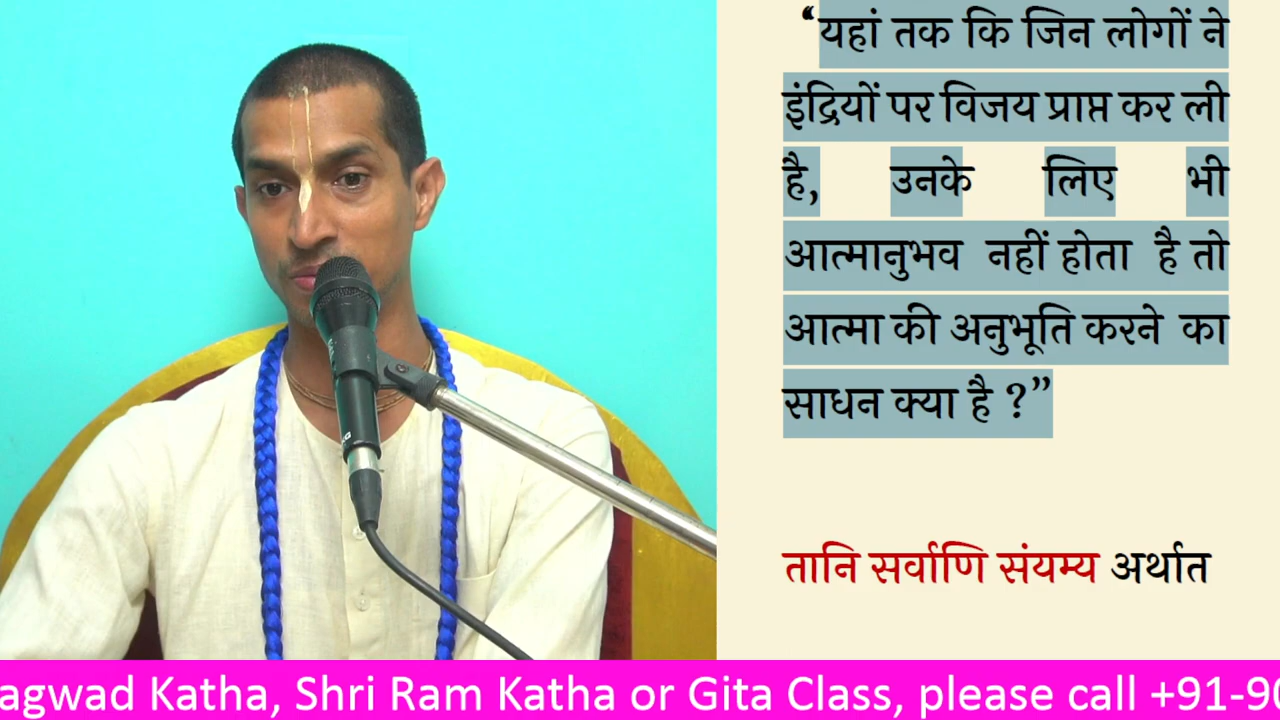 “यहां तक कि जिन लोगों ने
इंद्रियों पर विजय प्राप्त कर ली
है, उनके लिए भी
आत्मानुभव नहीं होता है तो
आत्मा की अनुभूति करने का
साधन क्या है ?”
तानि सर्वाणि संयम्य अर्थात
agwad Katha, Shri Ram Katha or Gita Class, please call +91-90